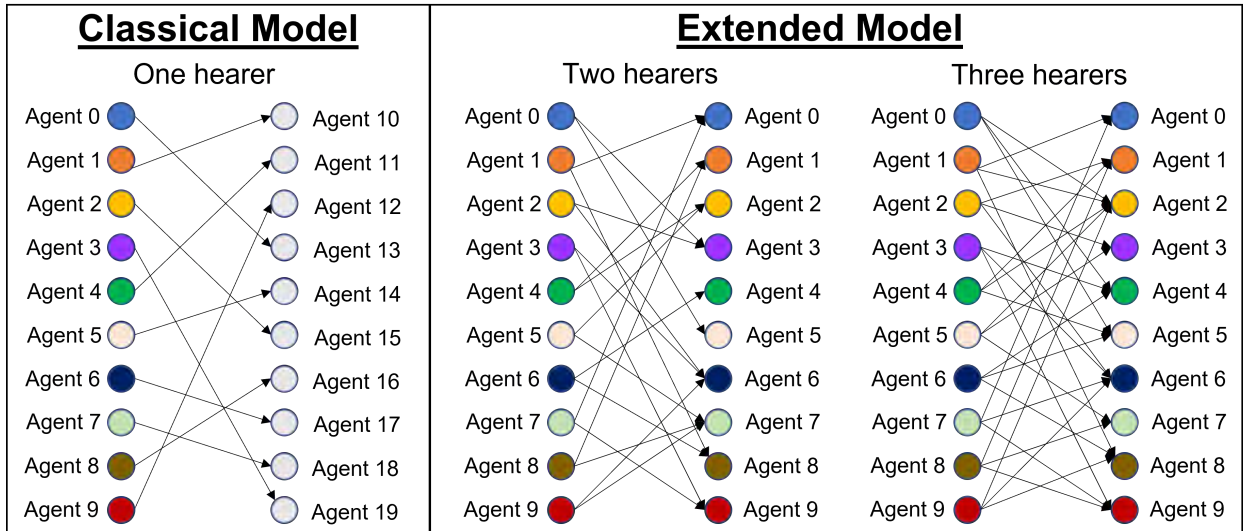 Classical Model
One hearer
Agent 0
Agent 1
Agent 2
Agent 3
Agent 4
Agent 5
Agent 6
Agent 7
Agent 8
Agent 9
Agent 10
Agent 11
Agent 12
Agent 13
Agent 14
Agent 15
Agent 16
Agent 17
Agent 18
Agent 19
Extended Model
Two hearers
Agent 0
Agent 1
Agent 2
Agent 3
Agent 4
Agent 5
Agent 6
Agent 7
Agent 8
Agent 9
Agent 0
Agent 1
Agent 2
Agent 3
Agent 4
Agent 5
Agent 6
Agent 7
Agent 8
Agent 9
Three hearers
Agent 0
Agent 1
Agent 2
Agent 3
Agent 4
Agent 5
Agent 6
Agent 7
Agent 8
Agent 9
Agent 0
Agent 1
Agent 2
Agent 3
Agent 4
Agent 5
Agent 6
Agent 7
Agent 8
Agent 9